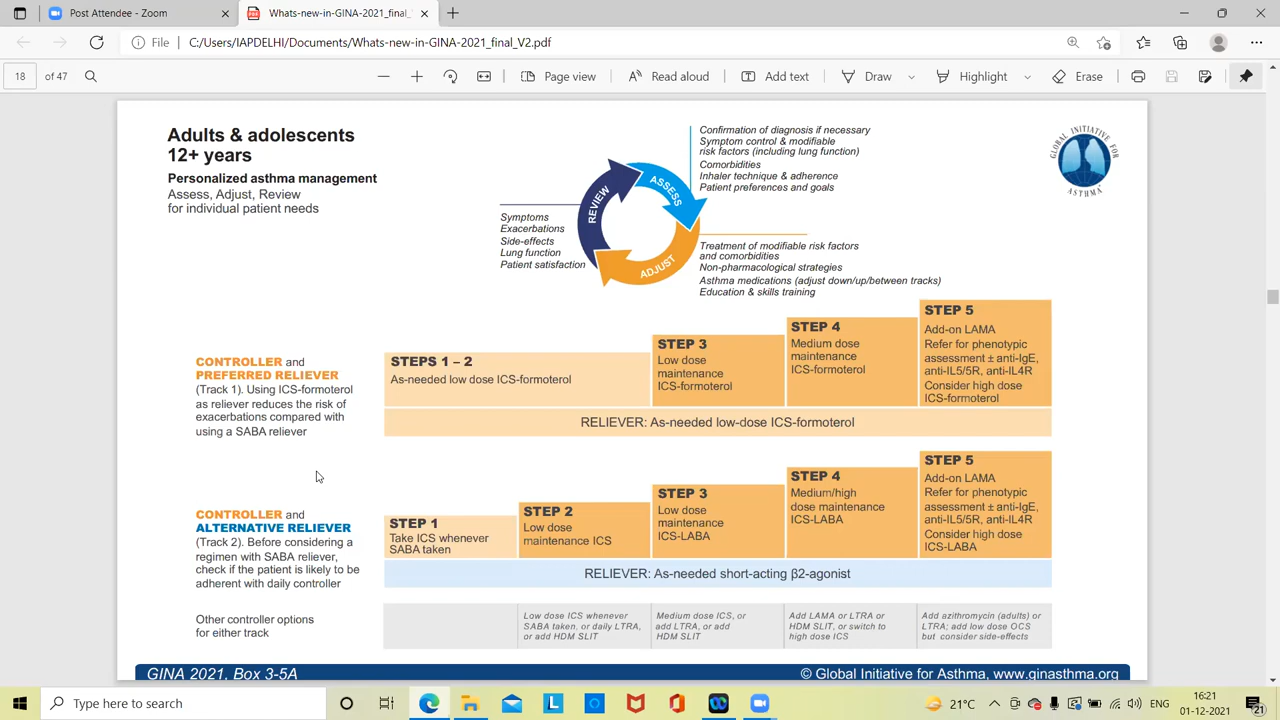 Post Attendee - Zoom
Whats-new-in-GINA-2021_final_
File
C:/Users/IAPDELHI/Documents/Whats-new-in-GINA-2021_final_V2.pdf
18 of 47
Page view
Read aloud
Add text
Draw
Highlight
Erase
Adults & adolescents
12+ years
Personalized asthma management
Assess, Adjust, Review
for individual patient needs
REVIEW
ASSESS
ADJUST
Confirmation of diagnosis if necessary
Symptom control & modifiable
risk factors (including lung function)
Comorbidities
Inhaler technique & adherence
Patient preferences and goals
Symptoms
Exacerbations
Side-effects
Lung function
Patient satisfaction
Treatment of modifiable risk factors
and comorbidities
Non-pharmacological strategies
Asthma medications (adjust down/up/between tracks)
Education & skills training
GLOBAL INITIATIVE FOR
ASTHMA
CONTROLLER and
PREFERRED RELIEVER
(Track 1). Using ICS-formoterol
as reliever reduces the risk of
exacerbations compared with
using a SABA reliever
STEPS 1 – 2
As-needed low dose ICS-formoterol
STEP 3
Low dose
maintenance
ICS-formoterol
STEP 4
Medium dose
maintenance
ICS-formoterol
STEP 5
Add-on LAMA
Refer for phenotypic
assessment ± anti-IgE,
anti-IL5/5R, anti-IL4R
Consider high dose
ICS-formoterol
RELIEVER: As-needed low-dose ICS-formoterol
CONTROLLER and
ALTERNATIVE RELIEVER
(Track 2). Before considering a
regimen with SABA reliever,
check if the patient is likely to be
adherent with daily controller
STEP 1
Take ICS whenever
SABA taken
STEP 2
Low dose
maintenance ICS
STEP 3
Low dose
maintenance
ICS-LABA
STEP 4
Medium/high
dose maintenance
ICS-LABA
STEP 5
Add-on LAMA
Refer for phenotypic
assessment ± anti-IgE,
anti-IL5/5R, anti-IL4R
Consider high dose
ICS-LABA
RELIEVER: As-needed short-acting β2-agonist
Other controller options
for either track
Low dose ICS whenever
SABA taken, or daily LTRA,
or add HDM SLIT
Medium dose ICS, or
add LTRA, or add
HDM SLIT
Add LAMA or LTRA or
HDM SLIT, or switch to
high dose ICS
Add azithromycin (adults) or
LTRA; add low dose OCS
but consider side-effects
GINA 2021, Box 3-5A
© Global Initiative for Asthma, www.ginasthma.org
Type here to search
21°C
16:21
01-12-2021
21